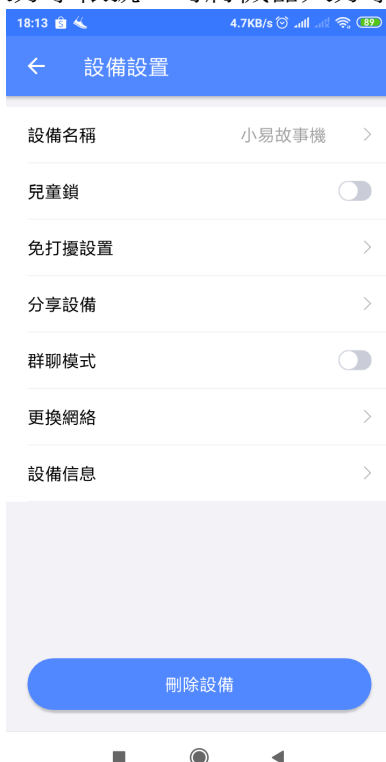 18:13 4.7KB/s 89
設備設置
設備名稱 小易故事機
兒童鎖
免打擾設置
分享設備
群聊模式
更換網絡
設備信息
刪除設備